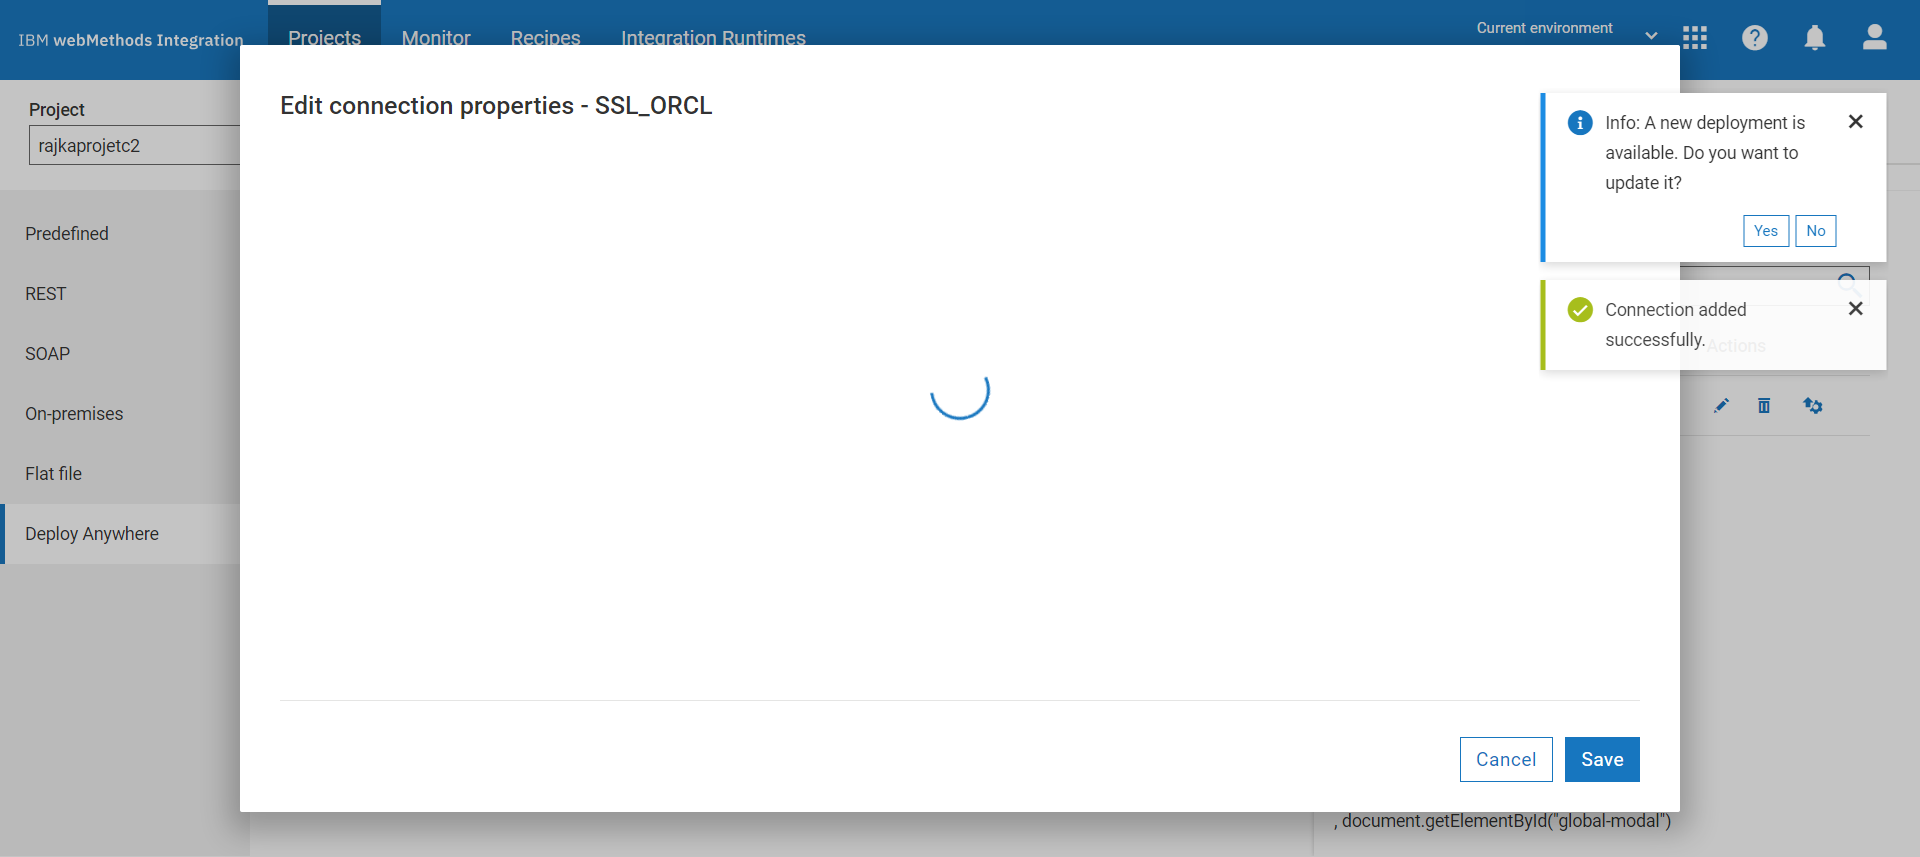 IBM webMethods Integration
Projects
Monitor
Recipes
Integration Runtimes
Current environment
Project
rajkaprojetc2
Predefined
REST
SOAP
On-premises
Flat file
Deploy Anywhere
Edit connection properties - SSL_ORCL
Info: A new deployment is
available. Do you want to
update it?
Yes
No
Connection added
successfully.
Actions
Cancel
Save
, document.getElementById("global-modal")